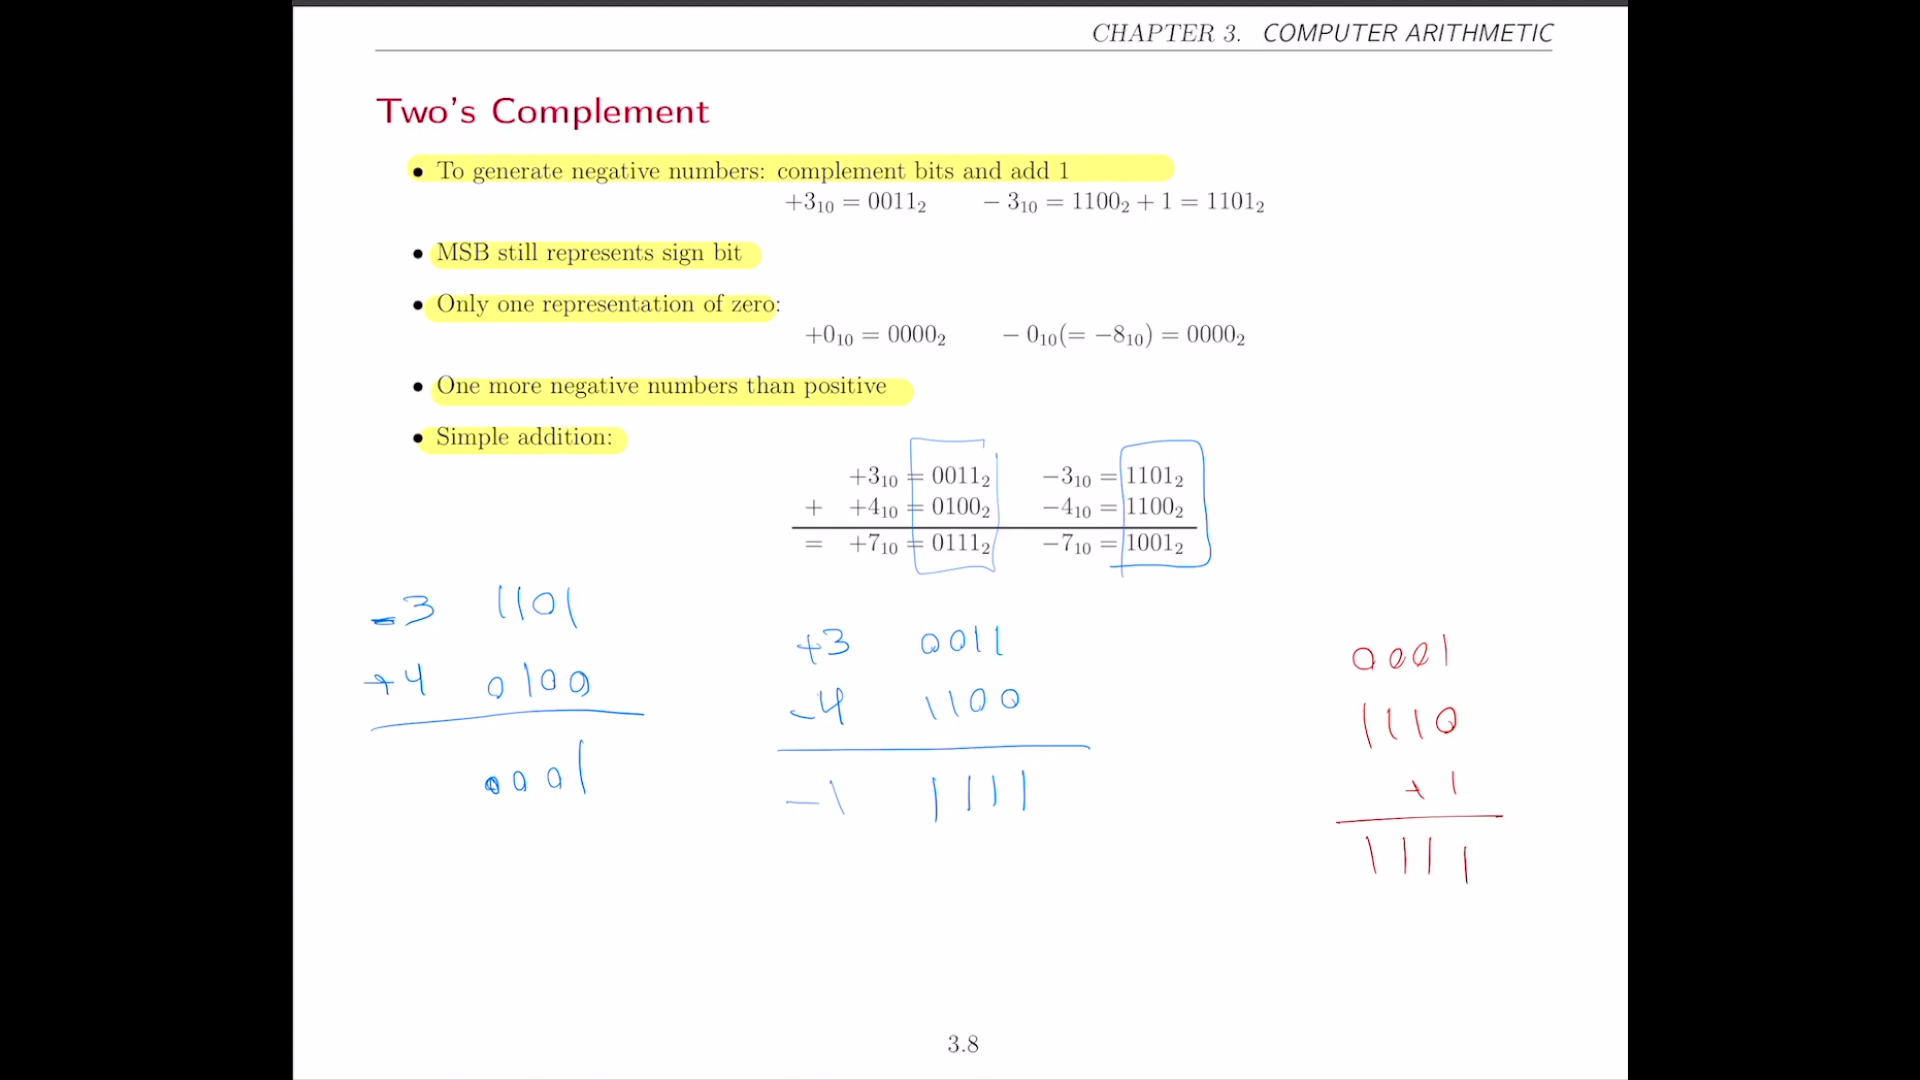 CHAPTER 3. COMPUTER ARITHMETIC
Two's Complement
• To generate negative numbers: complement bits and add 1
+3₁₀ = 0011₂ − 3₁₀ = 1100₂ + 1 = 1101₂
• MSB still represents sign bit
• Only one representation of zero:
+0₁₀ = 0000₂ − 0₁₀(= −8₁₀) = 0000₂
• One more negative numbers than positive
• Simple addition:
+3₁₀ = 0011₂ −3₁₀ = 1101₂
+ +4₁₀ = 0100₂ −4₁₀ = 1100₂
= +7₁₀ = 0111₂ −7₁₀ = 1001₂
-3 1101
+4 0100
0001
+3 0011
-4 1100
-1 1111
0001
1110
+1
1111
3.8